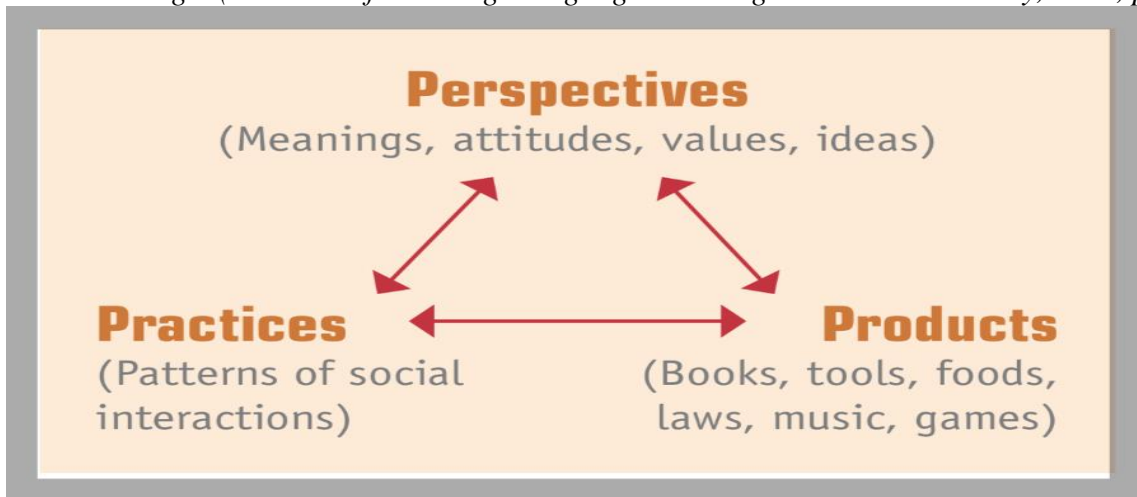 Perspectives
(Meanings, attitudes, values, ideas)
Practices
Products
(Patterns of social
interactions)
(Books, tools, foods,
laws, music, games)